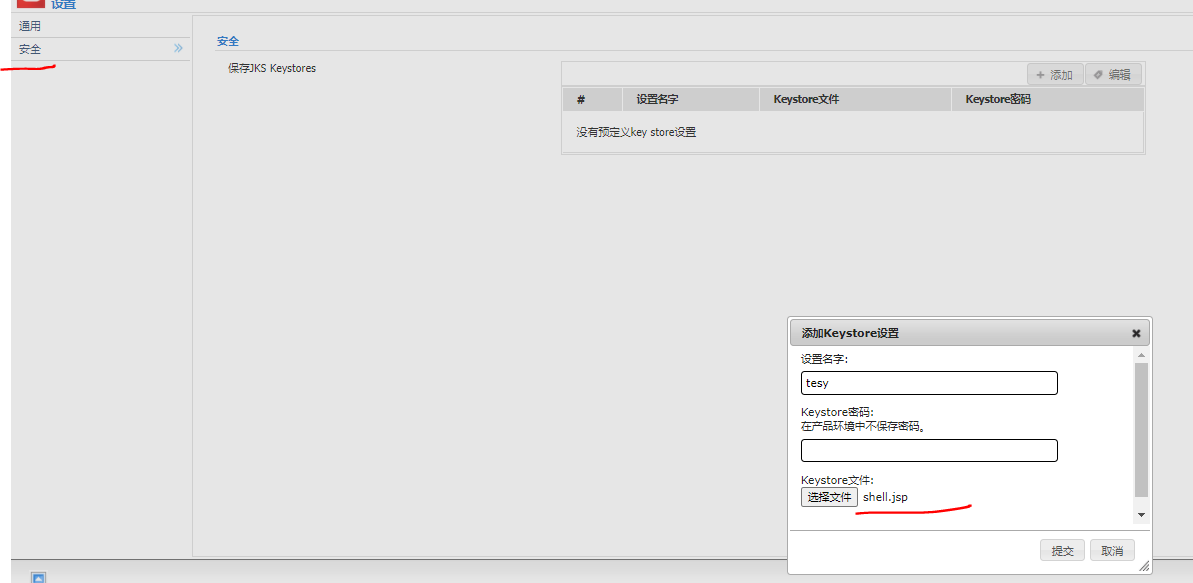 设置
通用
安全
安全
保存JKS Keystores
+ 添加 编辑
# 设置名字 Keystore文件 Keystore密码
没有预定义key store设置
添加Keystore设置
设置名字:
tesy
Keystore密码:
在产品环境中不保存密码。
Keystore文件:
选择文件 shell.jsp
提交 取消